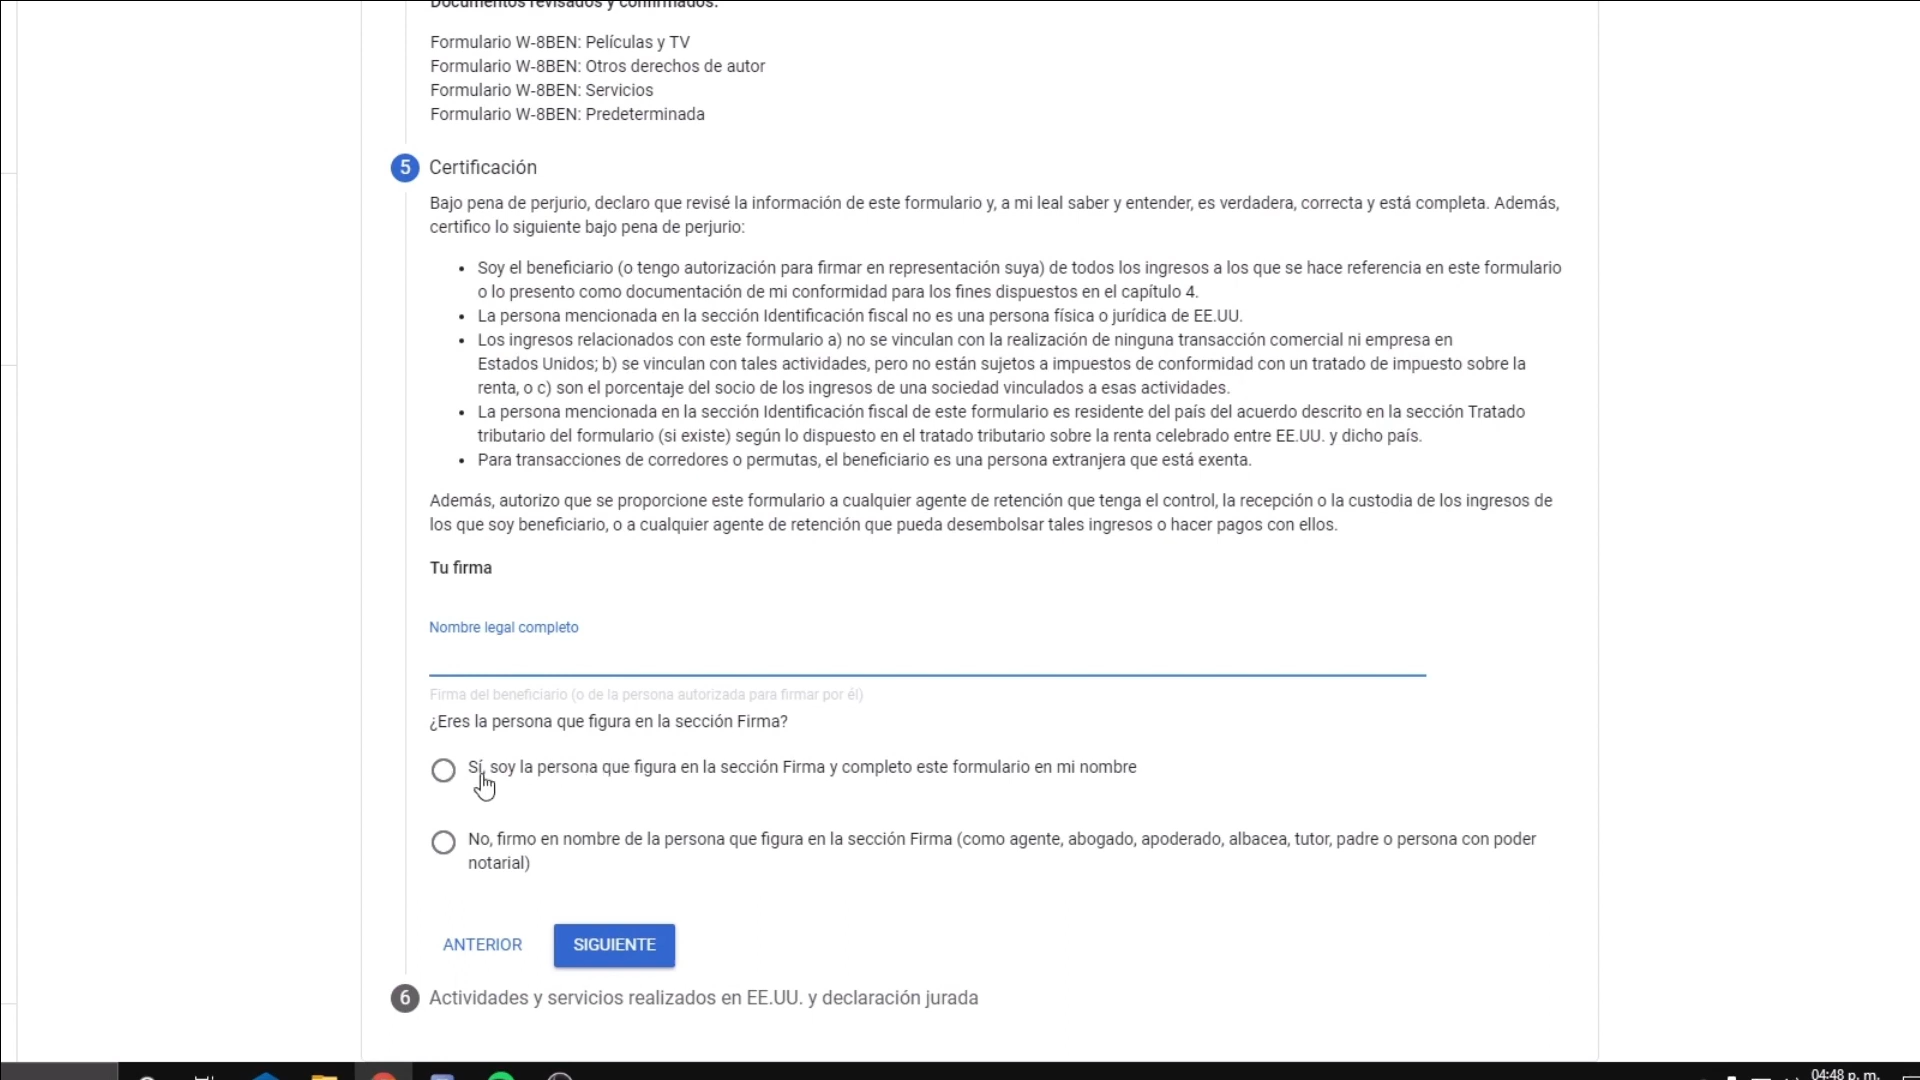 Documentos revisados y confirmados:
Formulario W-8BEN: Películas y TV
Formulario W-8BEN: Otros derechos de autor
Formulario W-8BEN: Servicios
Formulario W-8BEN: Predeterminada
5 Certificación
Bajo pena de perjurio, declaro que revisé la información de este formulario y, a mi leal saber y entender, es verdadera, correcta y está completa. Además,
certifico lo siguiente bajo pena de perjurio:
• Soy el beneficiario (o tengo autorización para firmar en representación suya) de todos los ingresos a los que se hace referencia en este formulario
o lo presento como documentación de mi conformidad para los fines dispuestos en el capítulo 4.
• La persona mencionada en la sección Identificación fiscal no es una persona física o jurídica de EE.UU.
• Los ingresos relacionados con este formulario a) no se vinculan con la realización de ninguna transacción comercial ni empresa en
Estados Unidos; b) se vinculan con tales actividades, pero no están sujetos a impuestos de conformidad con un tratado de impuesto sobre la
renta, o c) son el porcentaje del socio de los ingresos de una sociedad vinculados a esas actividades.
• La persona mencionada en la sección Identificación fiscal de este formulario es residente del país del acuerdo descrito en la sección Tratado
tributario del formulario (si existe) según lo dispuesto en el tratado tributario sobre la renta celebrado entre EE.UU. y dicho país.
• Para transacciones de corredores o permutas, el beneficiario es una persona extranjera que está exenta.
Además, autorizo que se proporcione este formulario a cualquier agente de retención que tenga el control, la recepción o la custodia de los ingresos de
los que soy beneficiario, o a cualquier agente de retención que pueda desembolsar tales ingresos o hacer pagos con ellos.
Tu firma
Nombre legal completo
Firma del beneficiario (o de la persona autorizada para firmar por él)
¿Eres la persona que figura en la sección Firma?
Sí, soy la persona que figura en la sección Firma y completo este formulario en mi nombre
No, firmo en nombre de la persona que figura en la sección Firma (como agente, abogado, apoderado, albacea, tutor, padre o persona con poder
notarial)
ANTERIOR SIGUIENTE
6 Actividades y servicios realizados en EE.UU. y declaración jurada
04:48 p. m.